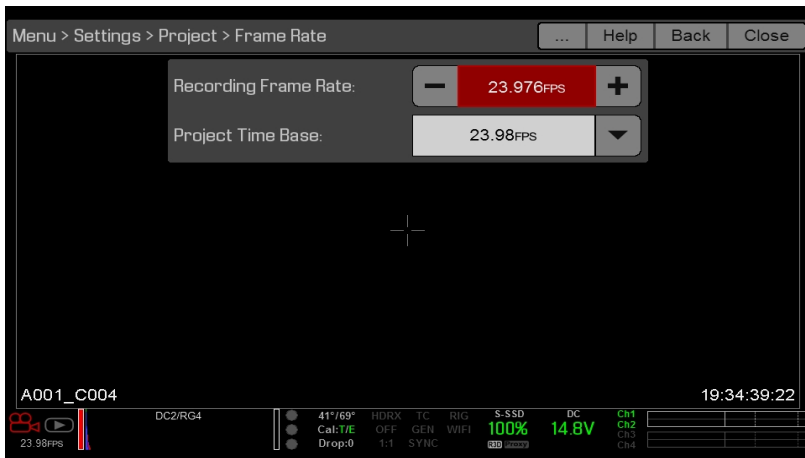 Menu > Settings > Project > Frame Rate ... Help Back Close
Recording Frame Rate: − 23.976FPS +
Project Time Base: 23.98FPS
A001_C004 19:34:39:22
DC2/RG4 41°/69° HDRX TC RIG S-SSD DC Ch1
Cal:T/E OFF GEN WIFI 100% 14.8V Ch2
23.98FPS Drop:0 1:1 SYNC R3D Proxy Ch3
Ch4